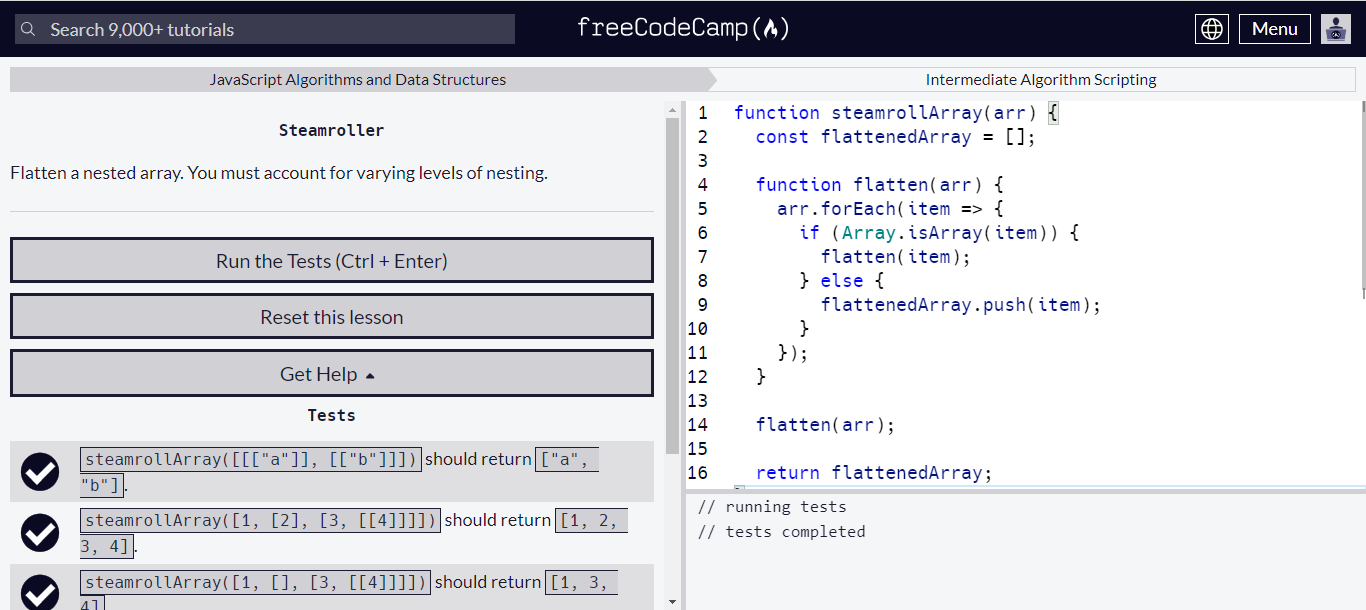 Search 9,000+ tutorials
freeCodeCamp
Menu
JavaScript Algorithms and Data Structures
Intermediate Algorithm Scripting
Steamroller
Flatten a nested array. You must account for varying levels of nesting.
Run the Tests (Ctrl + Enter)
Reset this lesson
Get Help
Tests
steamrollArray([[["a"]], [["b"]]]) should return ["a",
"b"].
steamrollArray([1, [2], [3, [[4]]]]) should return [1, 2,
3, 4].
steamrollArray([1, [], [3, [[4]]]]) should return [1, 3,
4]
1 function steamrollArray(arr) {
2 const flattenedArray = [];
3
4 function flatten(arr) {
5 arr.forEach(item => {
6 if (Array.isArray(item)) {
7 flatten(item);
8 } else {
9 flattenedArray.push(item);
10 }
11 });
12 }
13
14 flatten(arr);
15
16 return flattenedArray;
// running tests
// tests completed